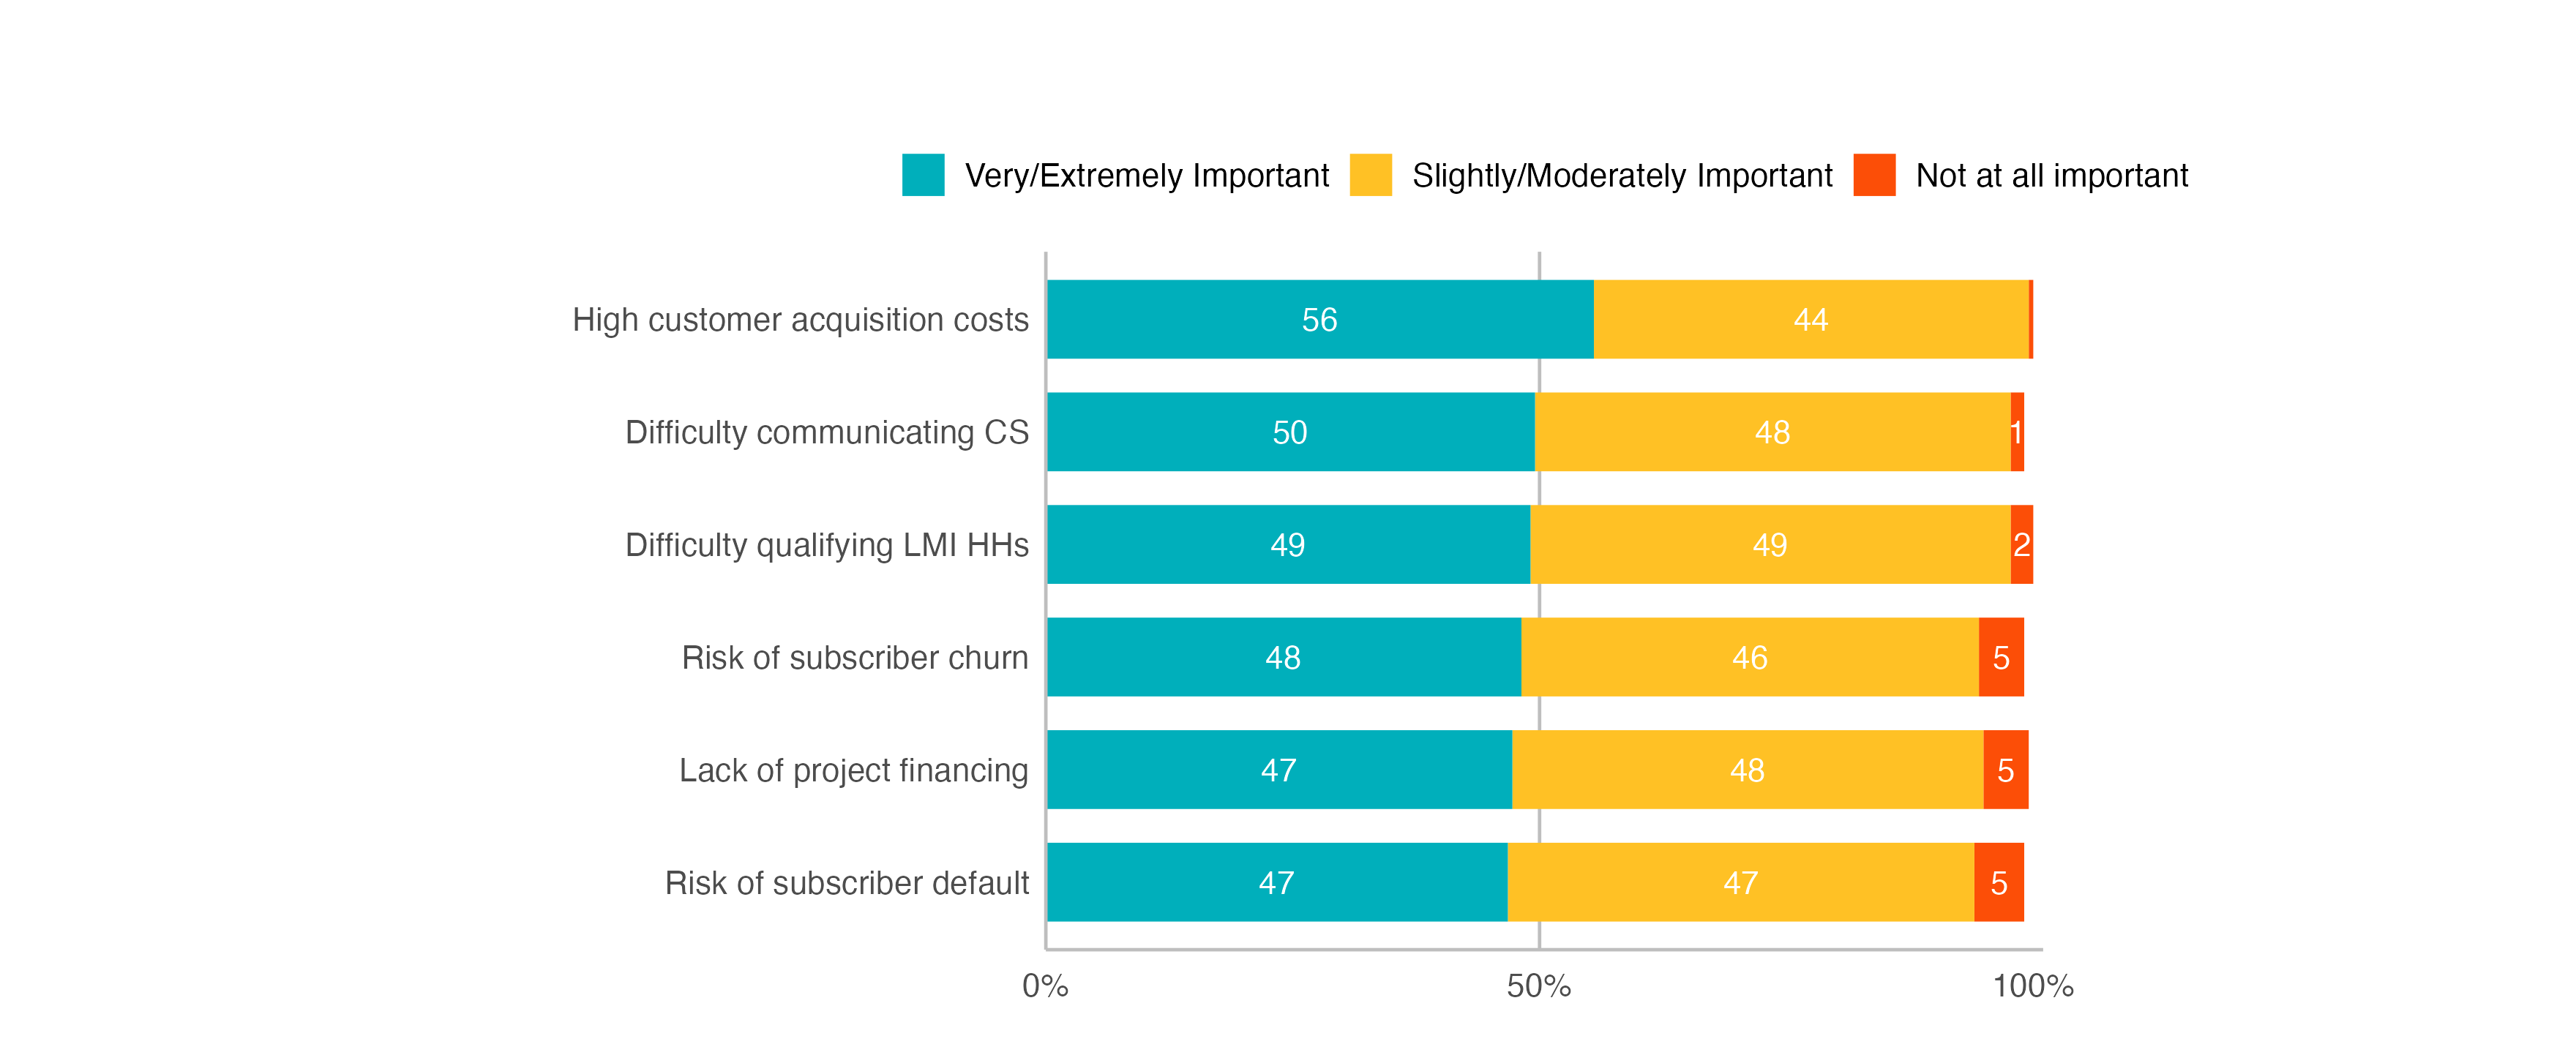 Very/Extremely Important Slightly/Moderately Important Not at all important
High customer acquisition costs 56 44
Difficulty communicating CS 50 48 1
Difficulty qualifying LMI HHs 49 49 2
Risk of subscriber churn 48 46 5
Lack of project financing 47 48 5
Risk of subscriber default 47 47 5
0% 50% 100%